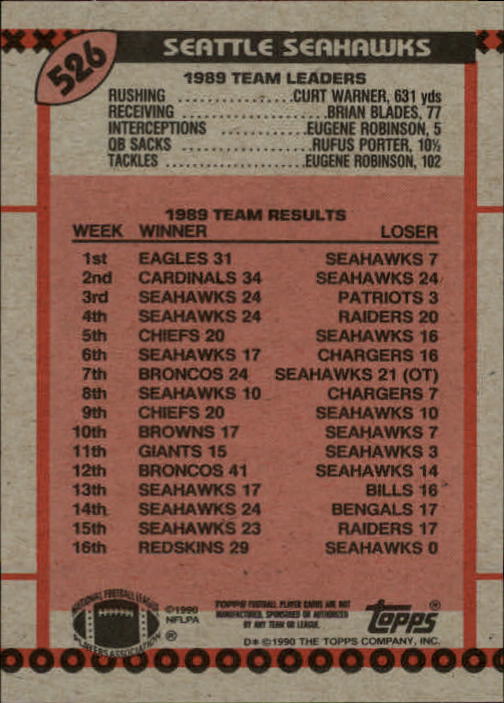 526
SEATTLE SEAHAWKS
1989 TEAM LEADERS
RUSHING ................CURT WARNER, 631 yds
RECEIVING .....................BRIAN BLADES, 77
INTERCEPTIONS ............EUGENE ROBINSON, 5
QB SACKS ..................RUFUS PORTER, 10½
TACKLES ...................EUGENE ROBINSON, 102
1989 TEAM RESULTS
WEEK WINNER LOSER
1st EAGLES 31 SEAHAWKS 7
2nd CARDINALS 34 SEAHAWKS 24
3rd SEAHAWKS 24 PATRIOTS 3
4th SEAHAWKS 24 RAIDERS 20
5th CHIEFS 20 SEAHAWKS 16
6th SEAHAWKS 17 CHARGERS 16
7th BRONCOS 24 SEAHAWKS 21 (OT)
8th SEAHAWKS 10 CHARGERS 7
9th CHIEFS 20 SEAHAWKS 10
10th BROWNS 17 SEAHAWKS 7
11th GIANTS 15 SEAHAWKS 3
12th BRONCOS 41 SEAHAWKS 14
13th SEAHAWKS 17 BILLS 16
14th SEAHAWKS 24 BENGALS 17
15th SEAHAWKS 23 RAIDERS 17
16th REDSKINS 29 SEAHAWKS 0
NATIONAL FOOTBALL LEAGUE
PLAYERS ASSOCIATION ®
©1990
NFLPA
TOPPS FOOTBALL PLAYER CARDS ARE NOT
MANUFACTURED, SPONSORED OR AUTHORIZED
BY ANY TEAM OR LEAGUE.
topps®
D* ©1990 THE TOPPS COMPANY, INC.